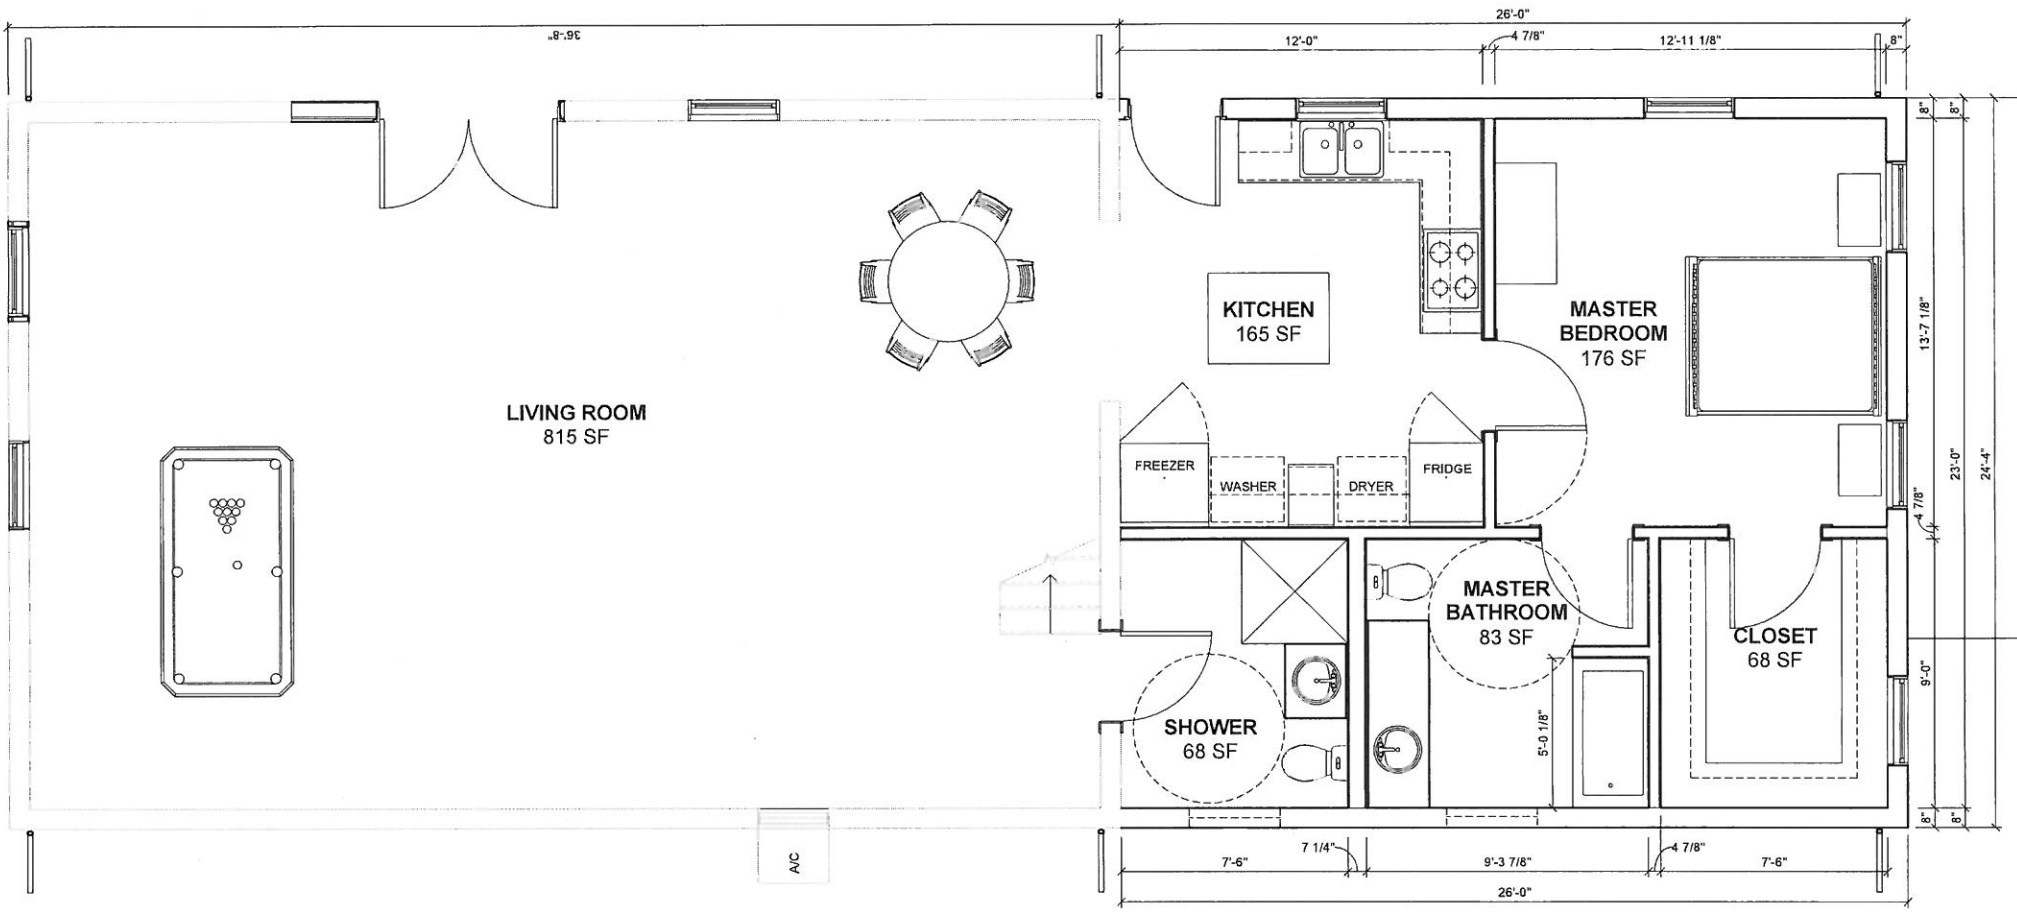 26'-0"
36'-8"
12'-0"
4 7/8"
12'-11 1/8"
8"
8"
8"
KITCHEN
165 SF
MASTER
BEDROOM
176 SF
13'-7 1/8"
LIVING ROOM
815 SF
FREEZER
WASHER
DRYER
FRIDGE
23'-0"
24'-4"
4 7/8"
MASTER
BATHROOM
83 SF
CLOSET
68 SF
9'-0"
SHOWER
68 SF
5'-0 1/8"
8"
8"
A/C
7'-6"
7 1/4"
9'-3 7/8"
4 7/8"
7'-6"
26'-0"